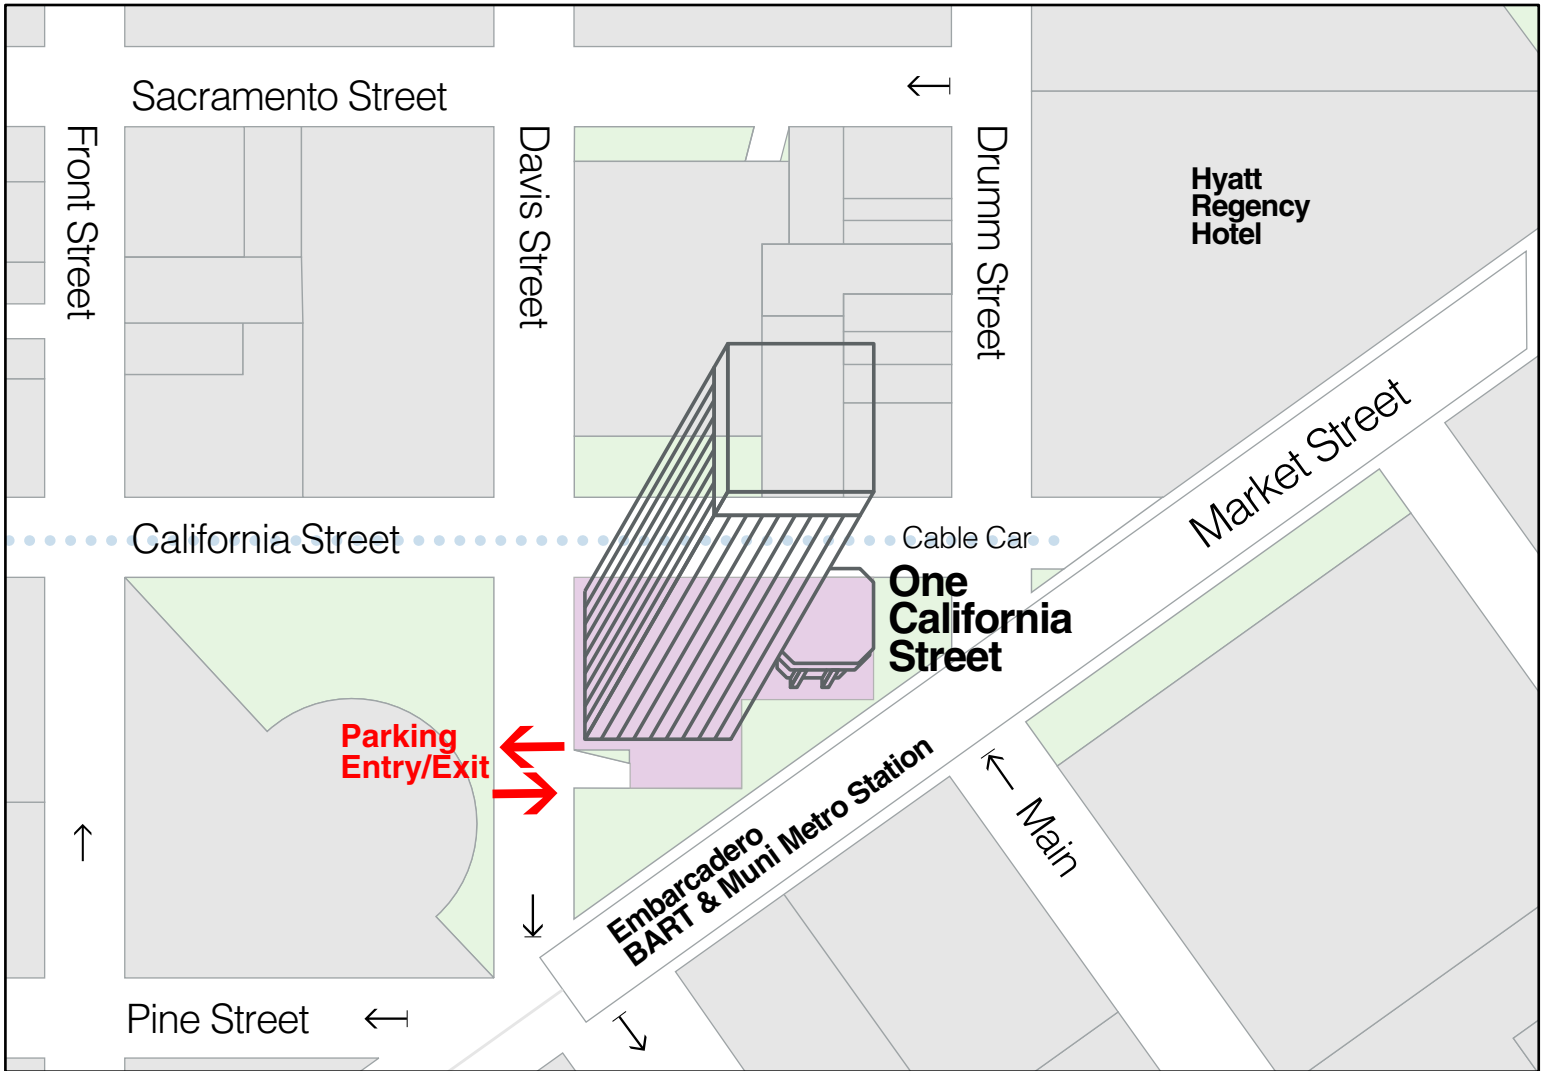 Sacramento Street
Front Street
Davis Street
Drumm Street
Hyatt
Regency
Hotel
Market Street
California Street
Cable Car
One
California
Street
Parking
Entry/Exit
Embarcadero
BART & Muni Metro Station
Main
Pine Street